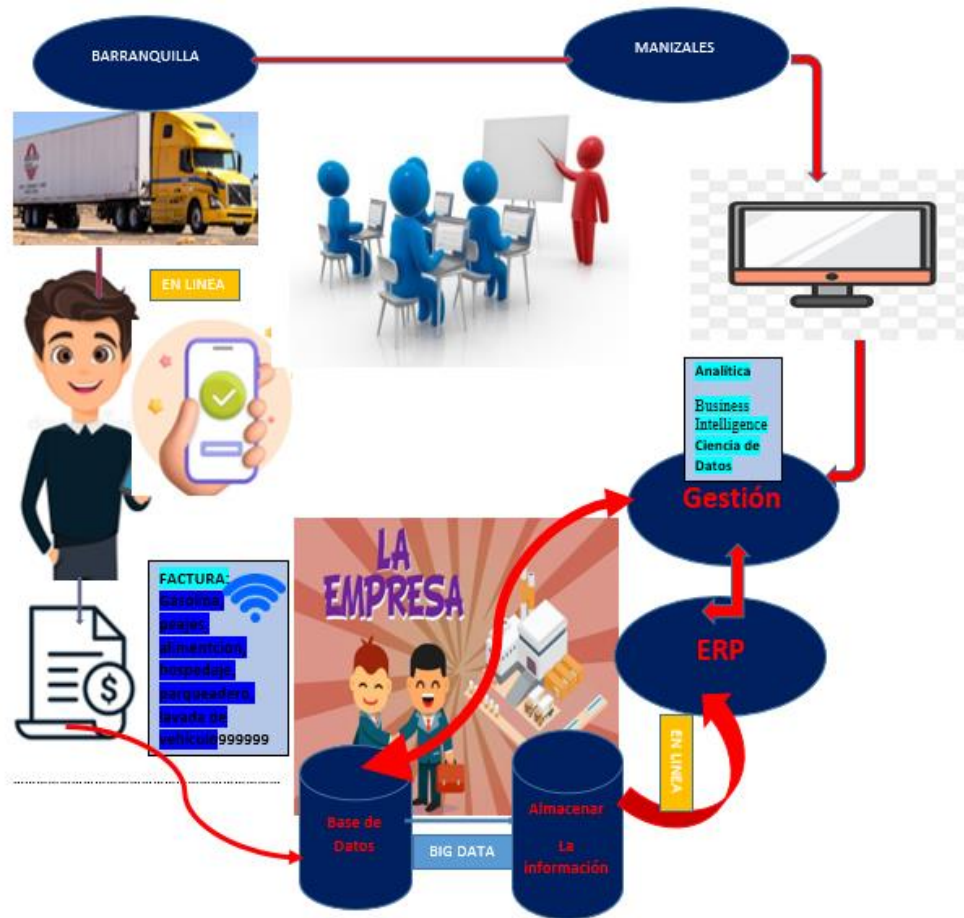 BARRANQUILLA
MANIZALES
EN LINEA
Analítica
Business
Intelligence
Ciencia de
Datos
Gestión
LA
EMPRESA
FACTURA:
Gasolina,
peajes,
alimentción,
hospedaje,
parqueadero,
lavada de
vehiculo999999
ERP
EN LINEA
Base de
Datos
BIG DATA
Almacenar
La
información
$